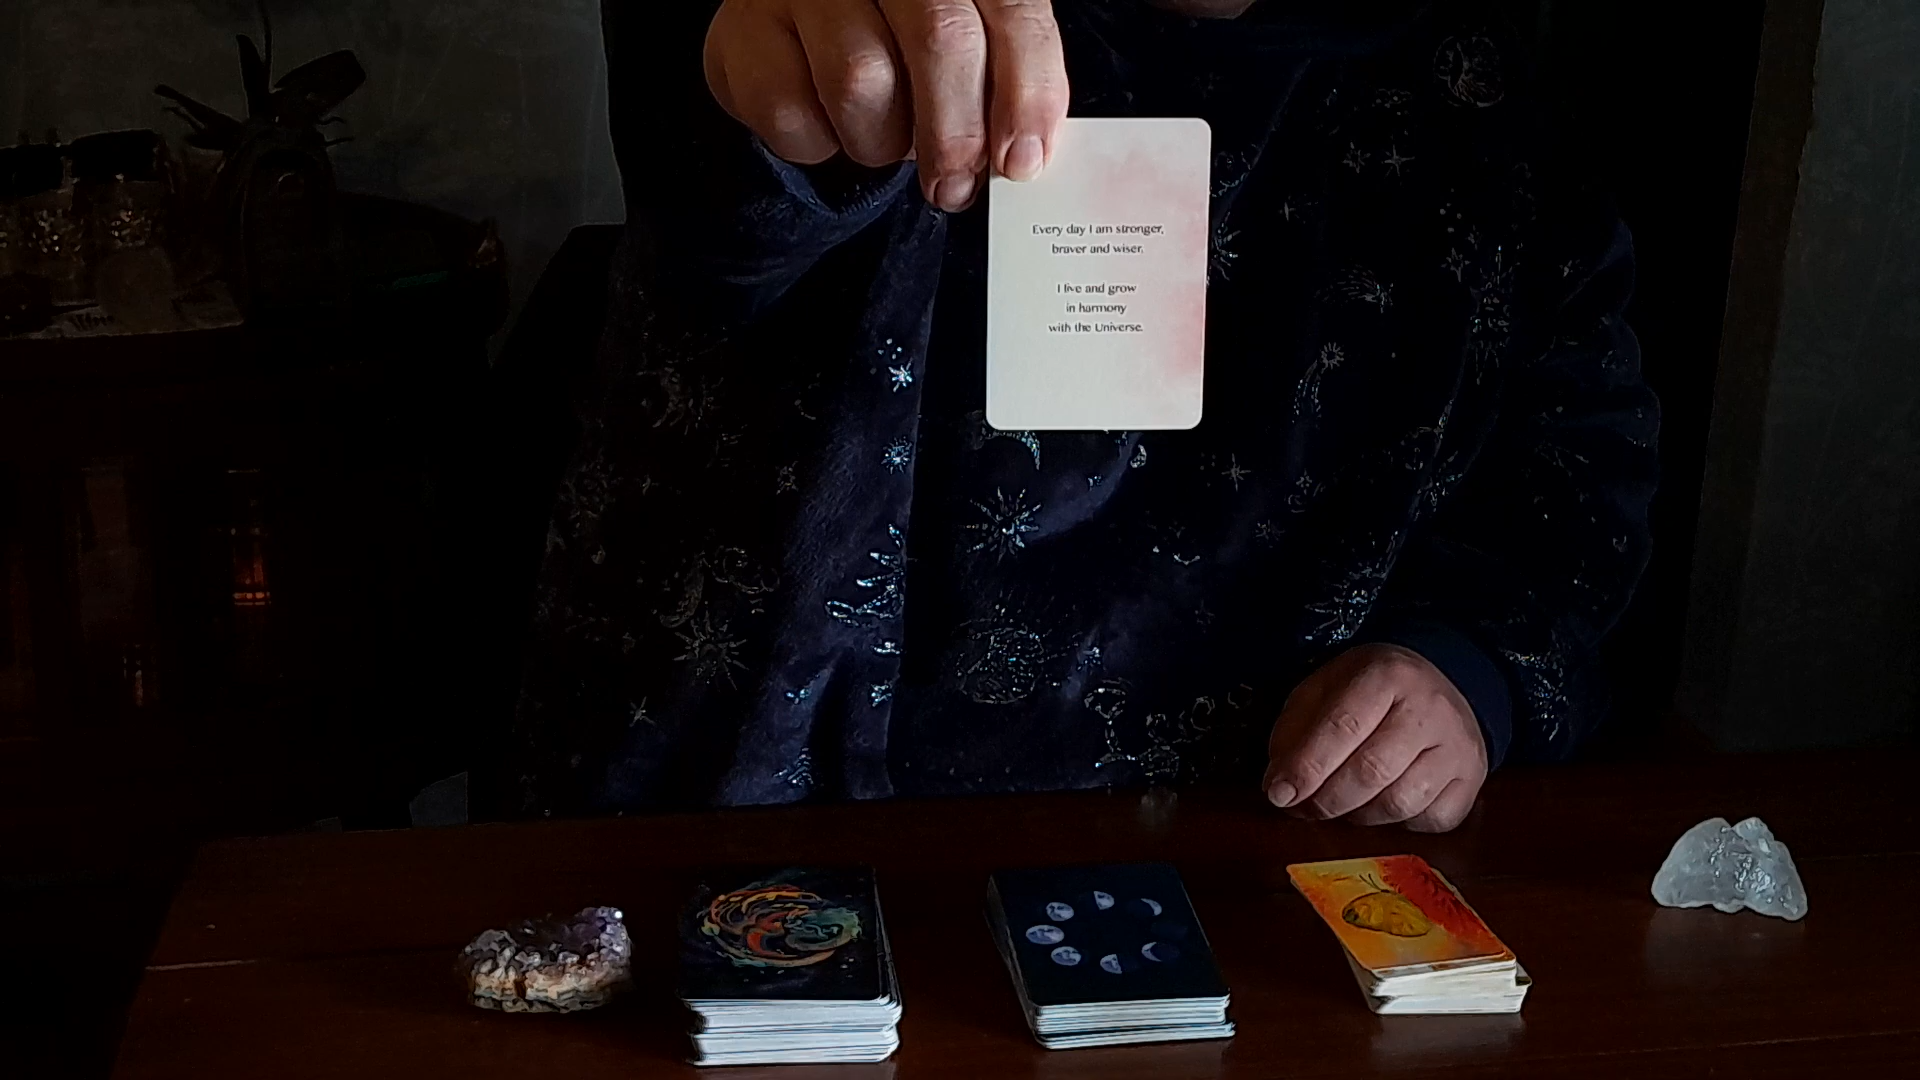 Every day I am stronger,
braver and wiser.
I live and grow
in harmony
with the Universe.